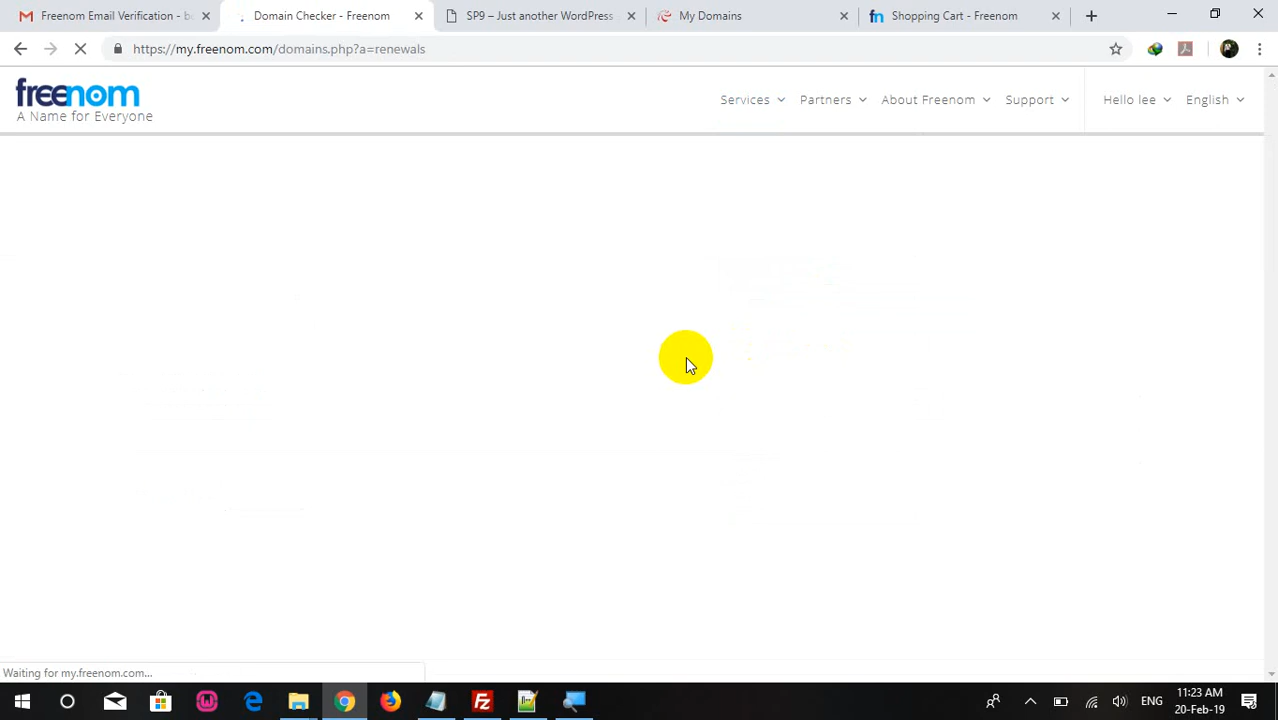 Freenom Email Verification - b
Domain Checker - Freenom
SP9 – Just another WordPress
My Domains
Shopping Cart - Freenom
https://my.freenom.com/domains.php?a=renewals
freenom
A Name for Everyone
Services
Partners
About Freenom
Support
Hello lee
English
Waiting for my.freenom.com...
ENG
11:23 AM
20-Feb-19